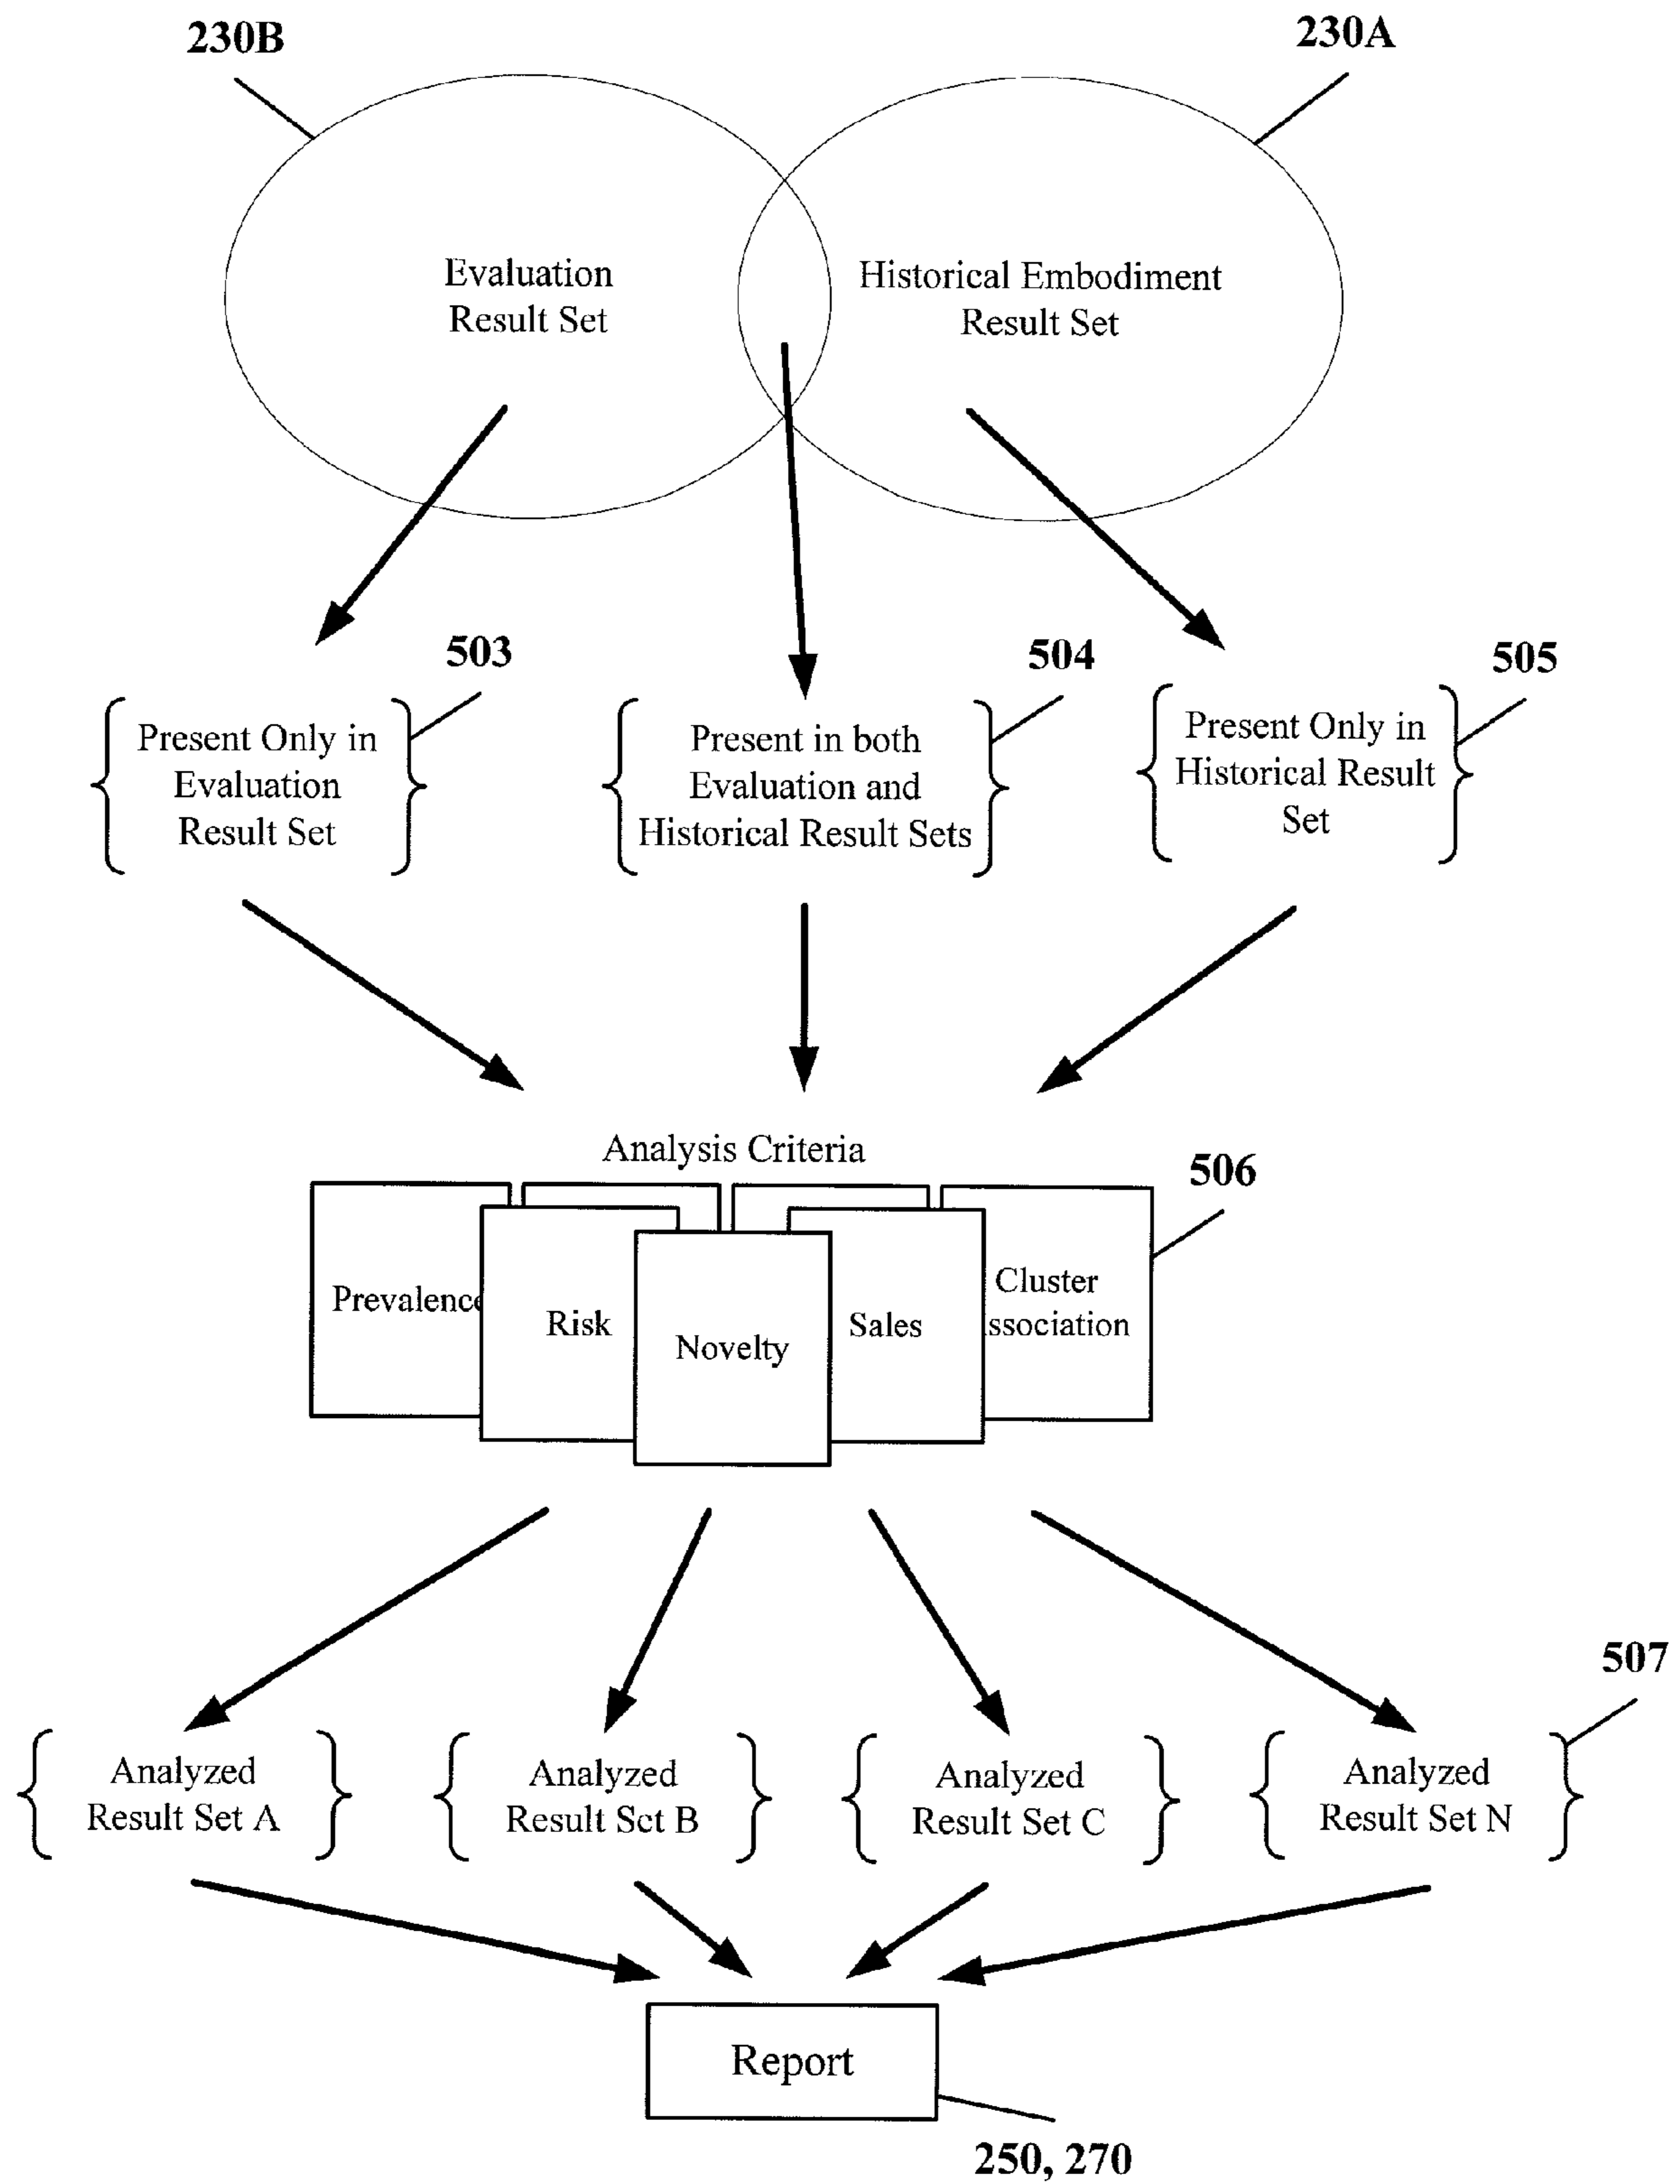 230B
230A
Evaluation
Result Set
Historical Embodiment
Result Set
503
504
505
Present Only in
Evaluation
Result Set
Present in both
Evaluation and
Historical Result Sets
Present Only in
Historical Result
Set
Analysis Criteria
506
Prevalence
Risk
Novelty
Sales
Cluster
ssociation
507
Analyzed
Result Set A
Analyzed
Result Set B
Analyzed
Result Set C
Analyzed
Result Set N
Report
250, 270